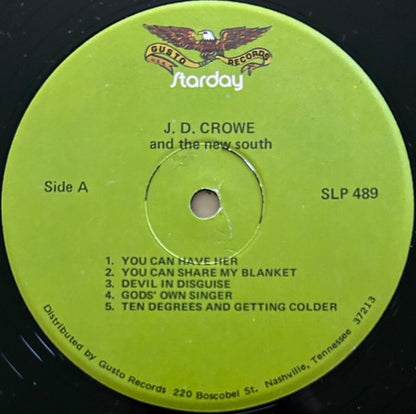 GUSTO RECORDS
Starday
J. D. CROWE
and the new south
Side A
SLP 489
1. YOU CAN HAVE HER
2. YOU CAN SHARE MY BLANKET
3. DEVIL IN DISGUISE
4. GODS' OWN SINGER
5. TEN DEGREES AND GETTING COLDER
Distributed by Gusto Records 220 Boscobel St. Nashville, Tennessee 37213